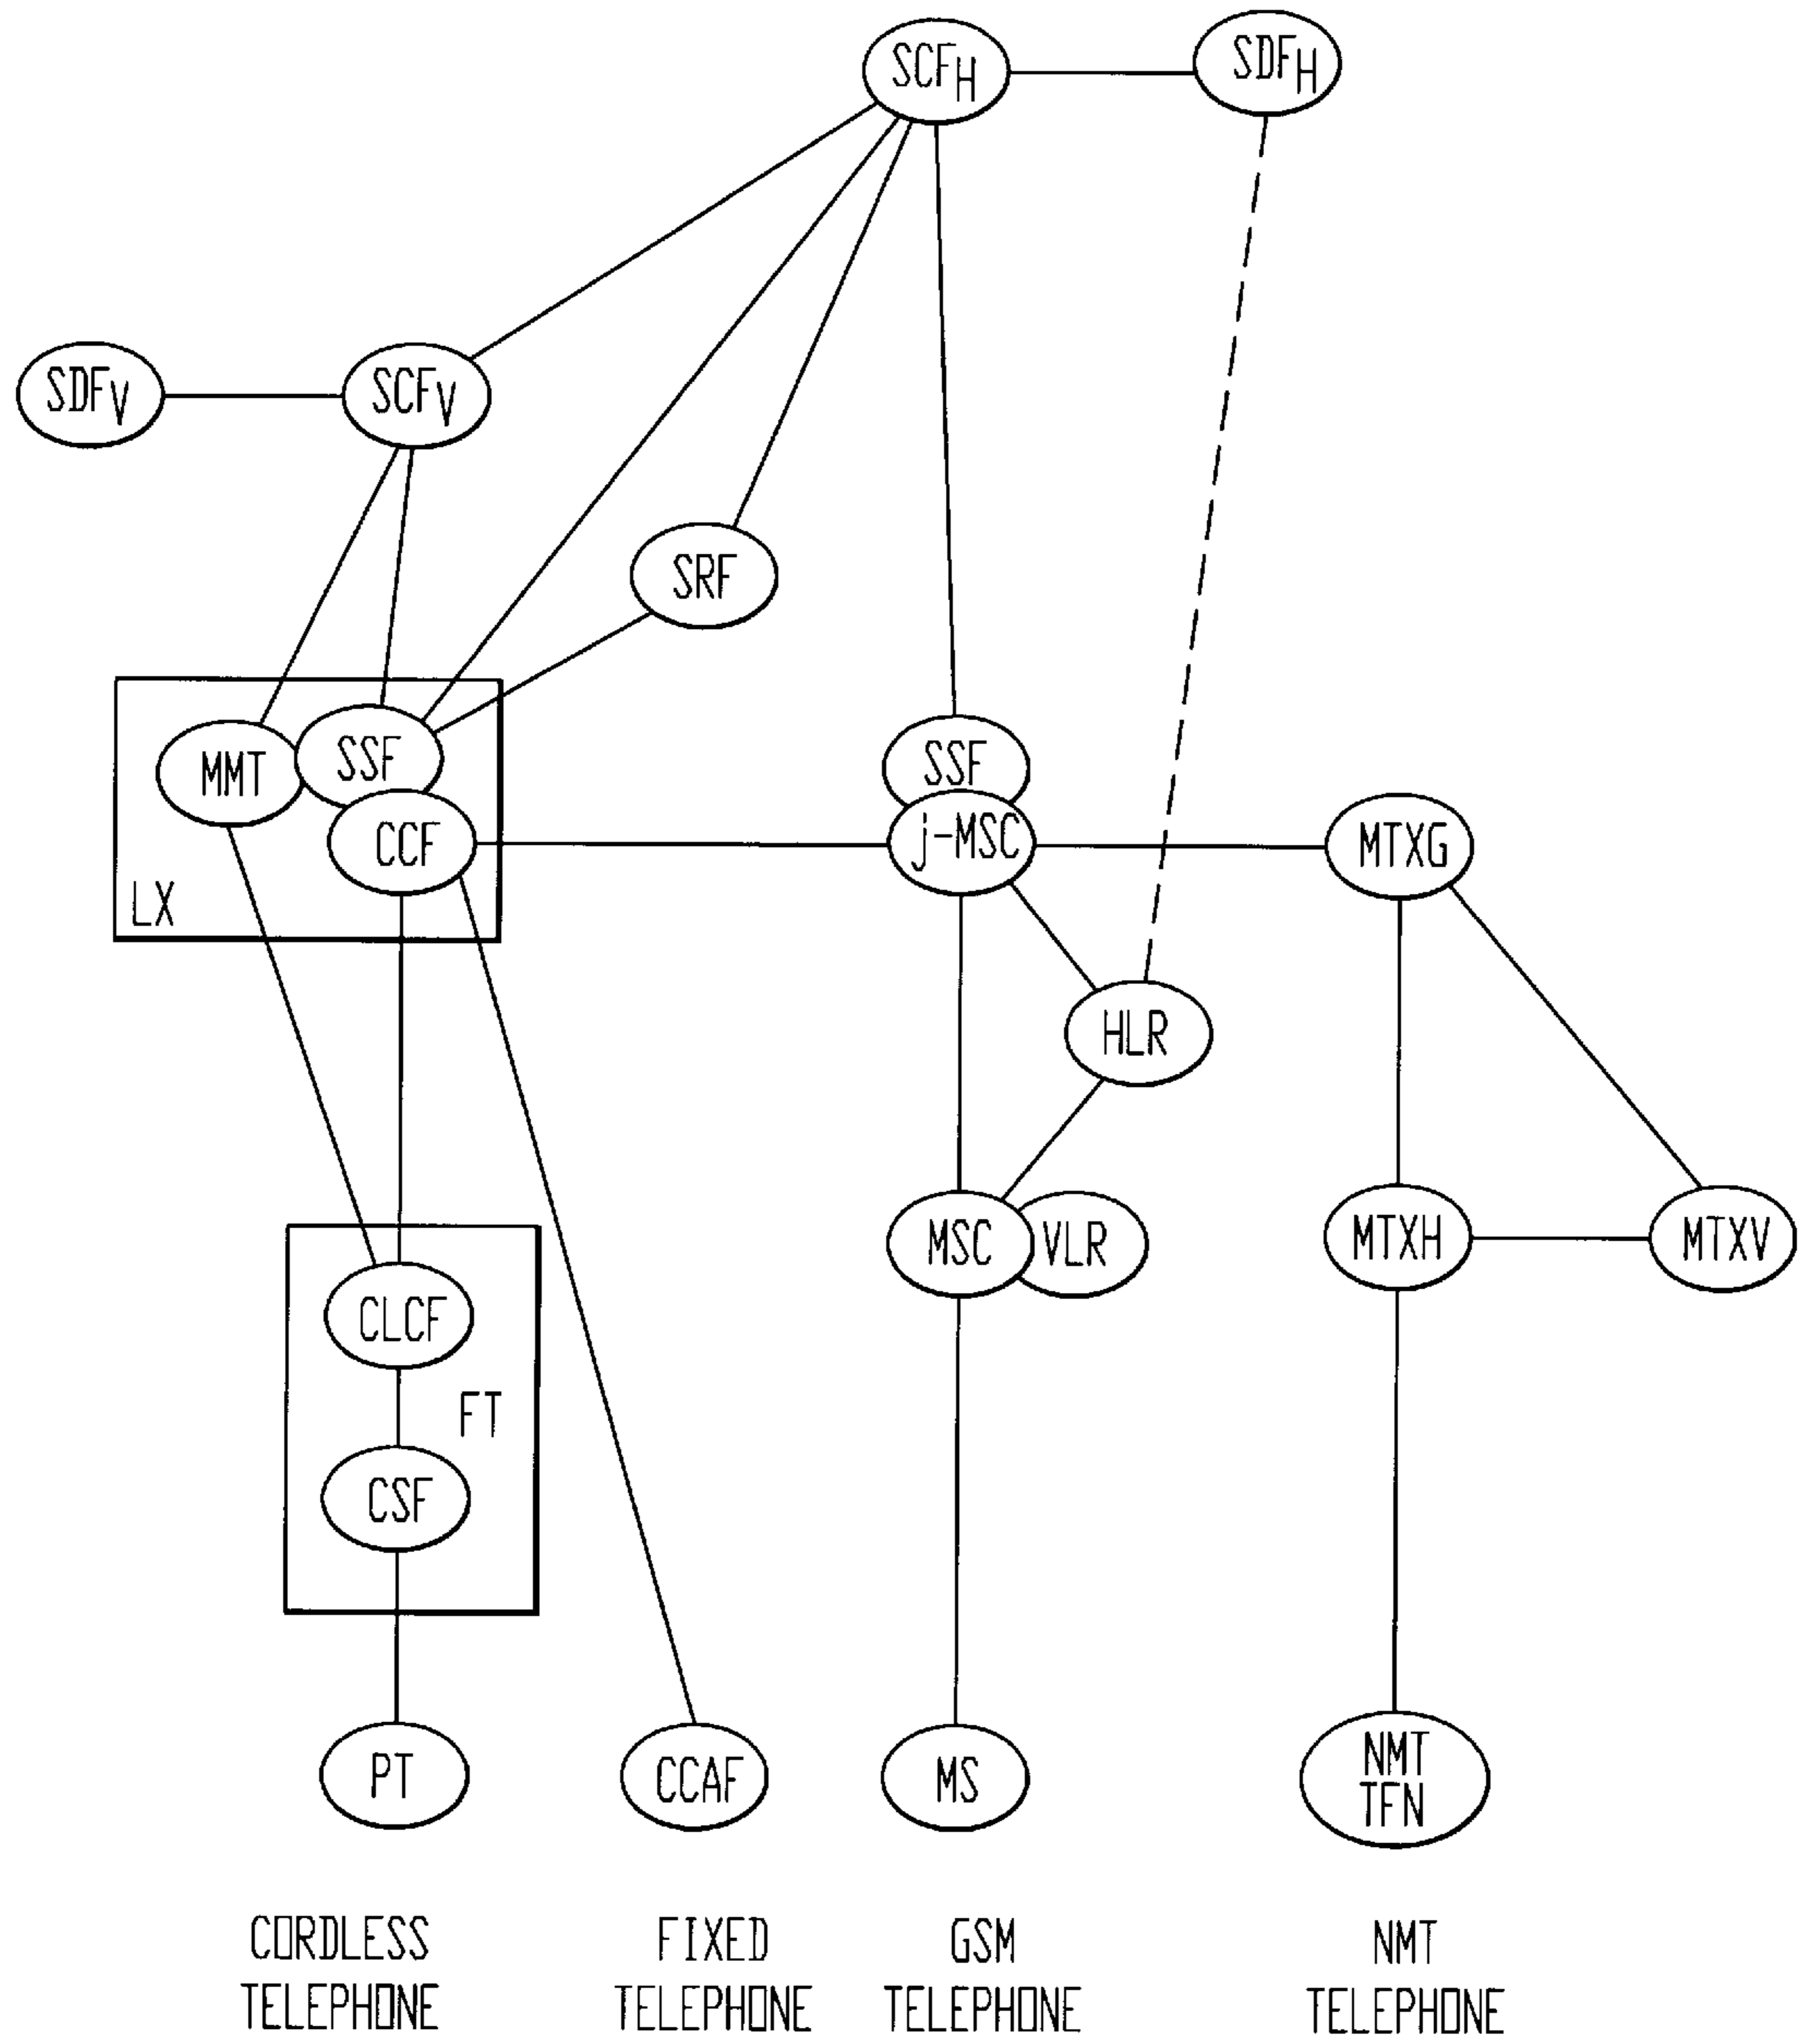 SCFH
SDFH
SDFV
SCFV
SRF
MMT
SSF
SSF
CCF
j-MSC
MTXG
LX
HLR
MSC
VLR
MTXH
MTXV
CLCF
FT
CSF
PT
CCAF
MS
NMT
TFN
CORDLESS
TELEPHONE
FIXED
TELEPHONE
GSM
TELEPHONE
NMT
TELEPHONE